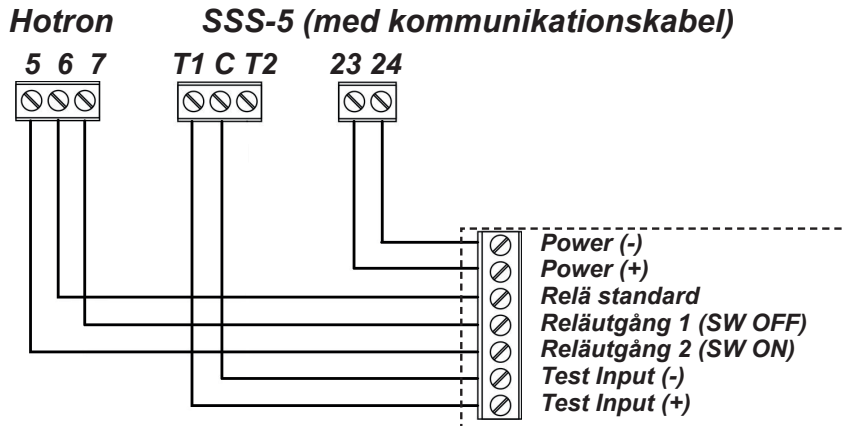 Hotron SSS-5 (med kommunikationskabel)
5 6 7 T1 C T2 23 24
Power (-)
Power (+)
Relä standard
Reläutgång 1 (SW OFF)
Reläutgång 2 (SW ON)
Test Input (-)
Test Input (+)